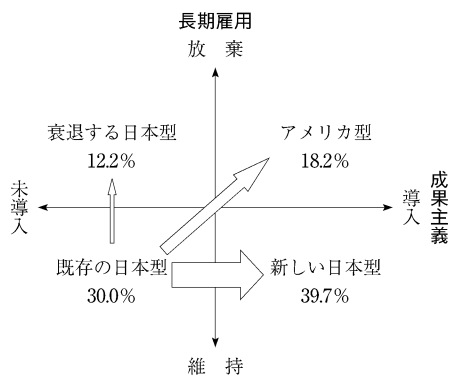 長期雇用
放 棄
衰退する日本型
12.2%
アメリカ型
18.2%
未導入
導入
成果主義
既存の日本型
30.0%
新しい日本型
39.7%
維 持